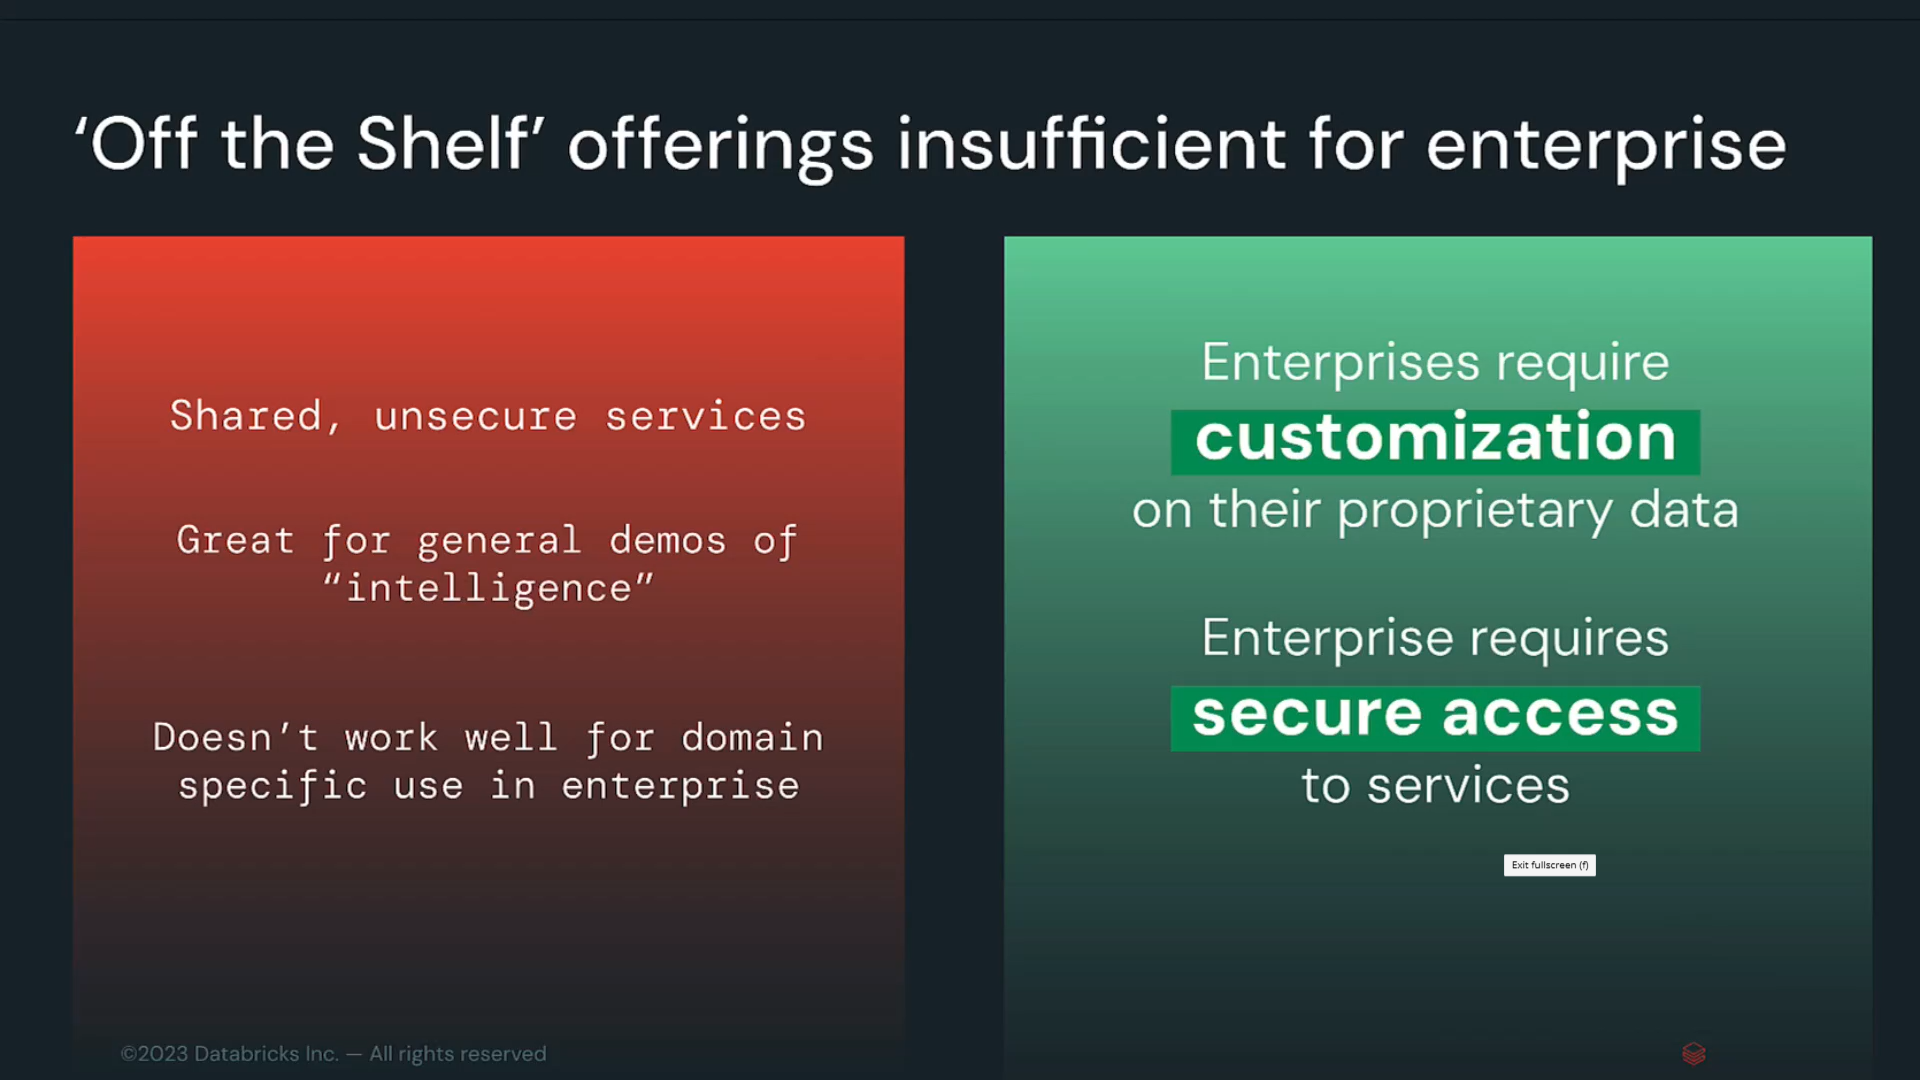 ‘Off the Shelf’ offerings insufficient for enterprise
Shared, unsecure services
Great for general demos of
“intelligence”
Doesn’t work well for domain
specific use in enterprise
Enterprises require
customization
on their proprietary data
Enterprise requires
secure access
to services
Exit fullscreen (f)
©2023 Databricks Inc. — All rights reserved